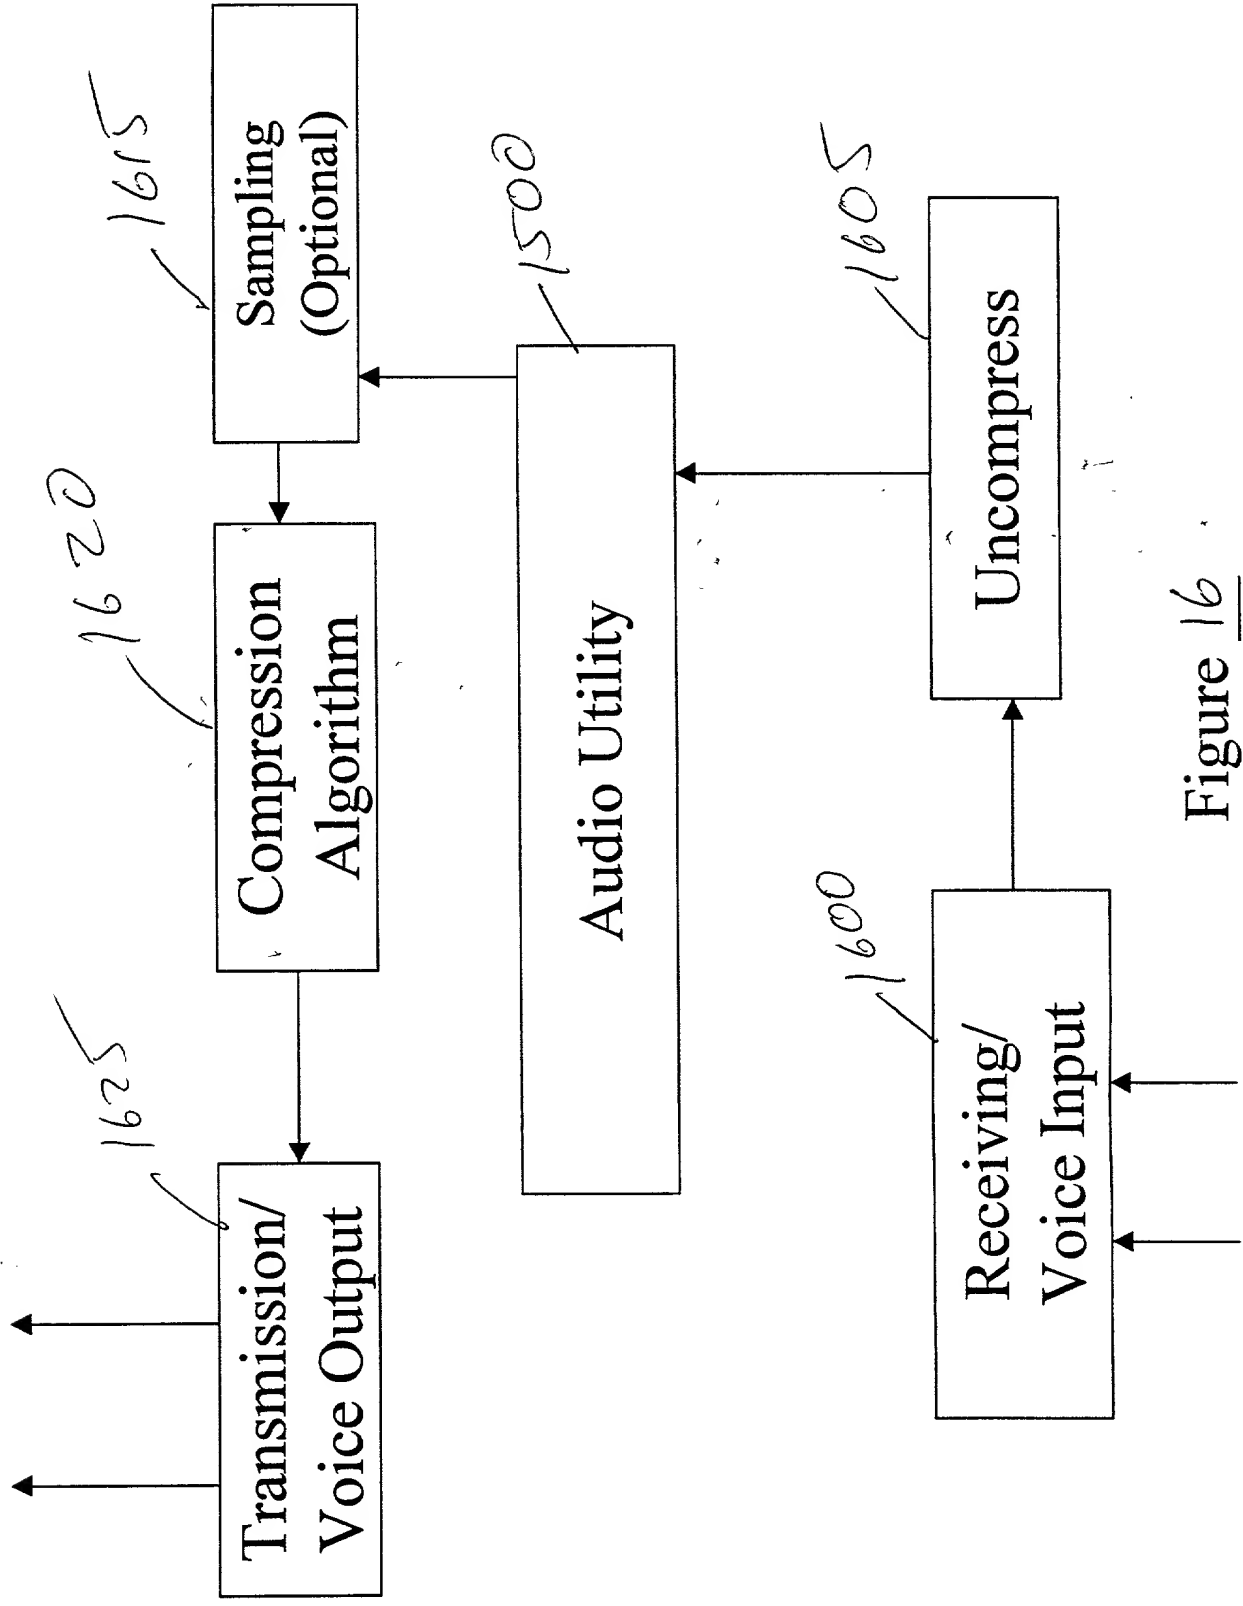 1625
Transmission/
Voice Output
1620
Compression
Algorithm
1615
Sampling
(Optional)
1500
Audio Utility
1600
Receiving/
Voice Input
1605
Uncompress
Figure 16